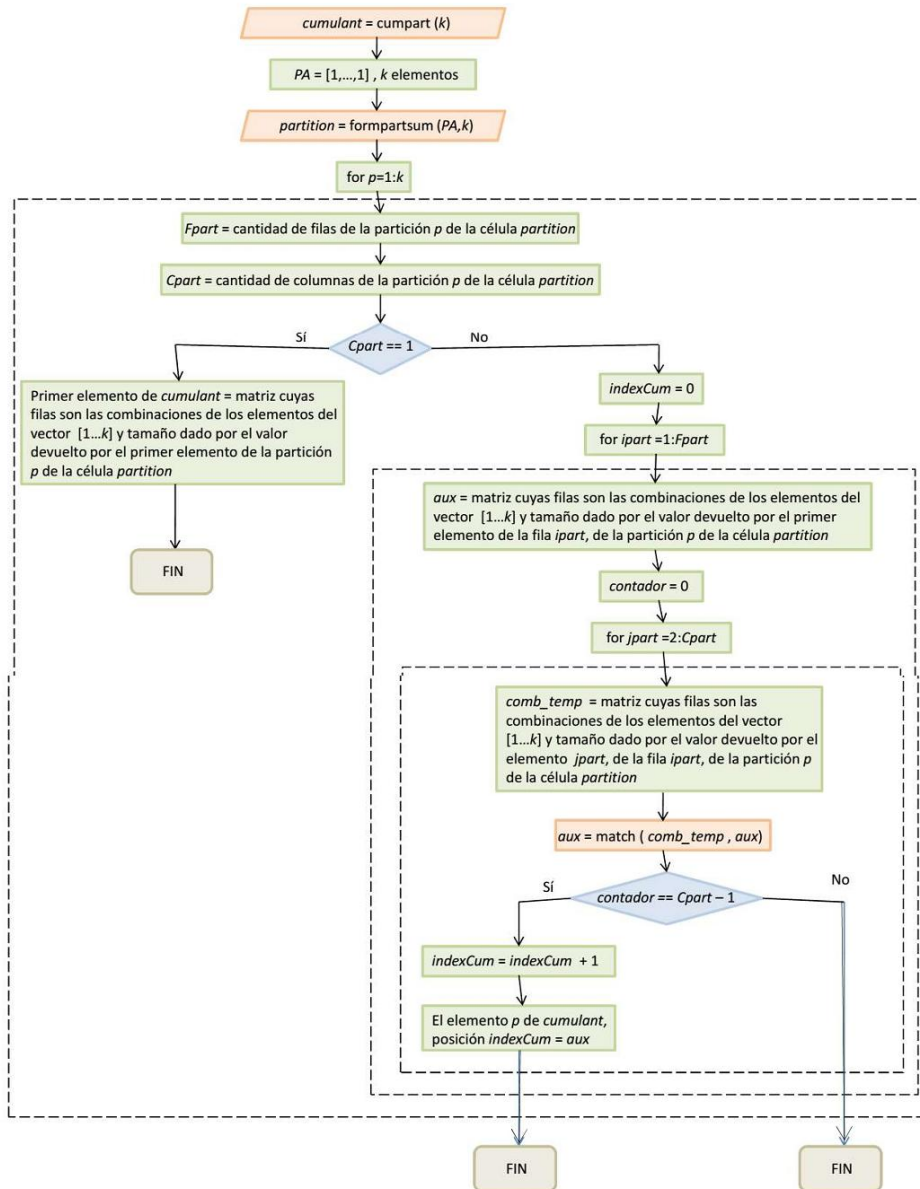 cumulant = cumpart (k)
PA = [1,...,1] , k elementos
partition = formpartsum (PA,k)
for p=1:k
Fpart = cantidad de filas de la partición p de la célula partition
Cpart = cantidad de columnas de la partición p de la célula partition
Sí
Cpart == 1
No
Primer elemento de cumulant = matriz cuyas
filas son las combinaciones de los elementos del
vector [1...k] y tamaño dado por el valor
devuelto por el primer elemento de la partición
p de la célula partition
FIN
indexCum = 0
for ipart =1:Fpart
aux = matriz cuyas filas son las combinaciones de los elementos del
vector [1...k] y tamaño dado por el valor devuelto por el primer
elemento de la fila ipart, de la partición p de la célula partition
contador = 0
for jpart =2:Cpart
comb_temp = matriz cuyas filas son las
combinaciones de los elementos del vector
[1...k] y tamaño dado por el valor devuelto por el
elemento jpart, de la fila ipart, de la partición p
de la célula partition
aux = match ( comb_temp , aux)
Sí
contador == Cpart – 1
No
indexCum = indexCum + 1
El elemento p de cumulant,
posición indexCum = aux
FIN
FIN